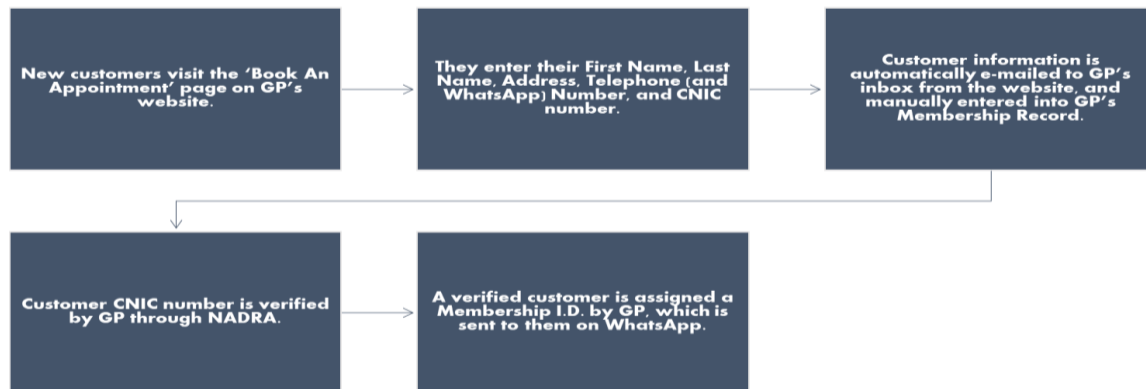 New customers visit the ‘Book An
Appointment’ page on GP’s
website.
They enter their First Name, Last
Name, Address, Telephone (and
WhatsApp) Number, and CNIC
number.
Customer information is
automatically e-mailed to GP’s
inbox from the website, and
manually entered into GP’s
Membership Record.
Customer CNIC number is verified
by GP through NADRA.
A verified customer is assigned a
Membership I.D. by GP, which is
sent to them on WhatsApp.